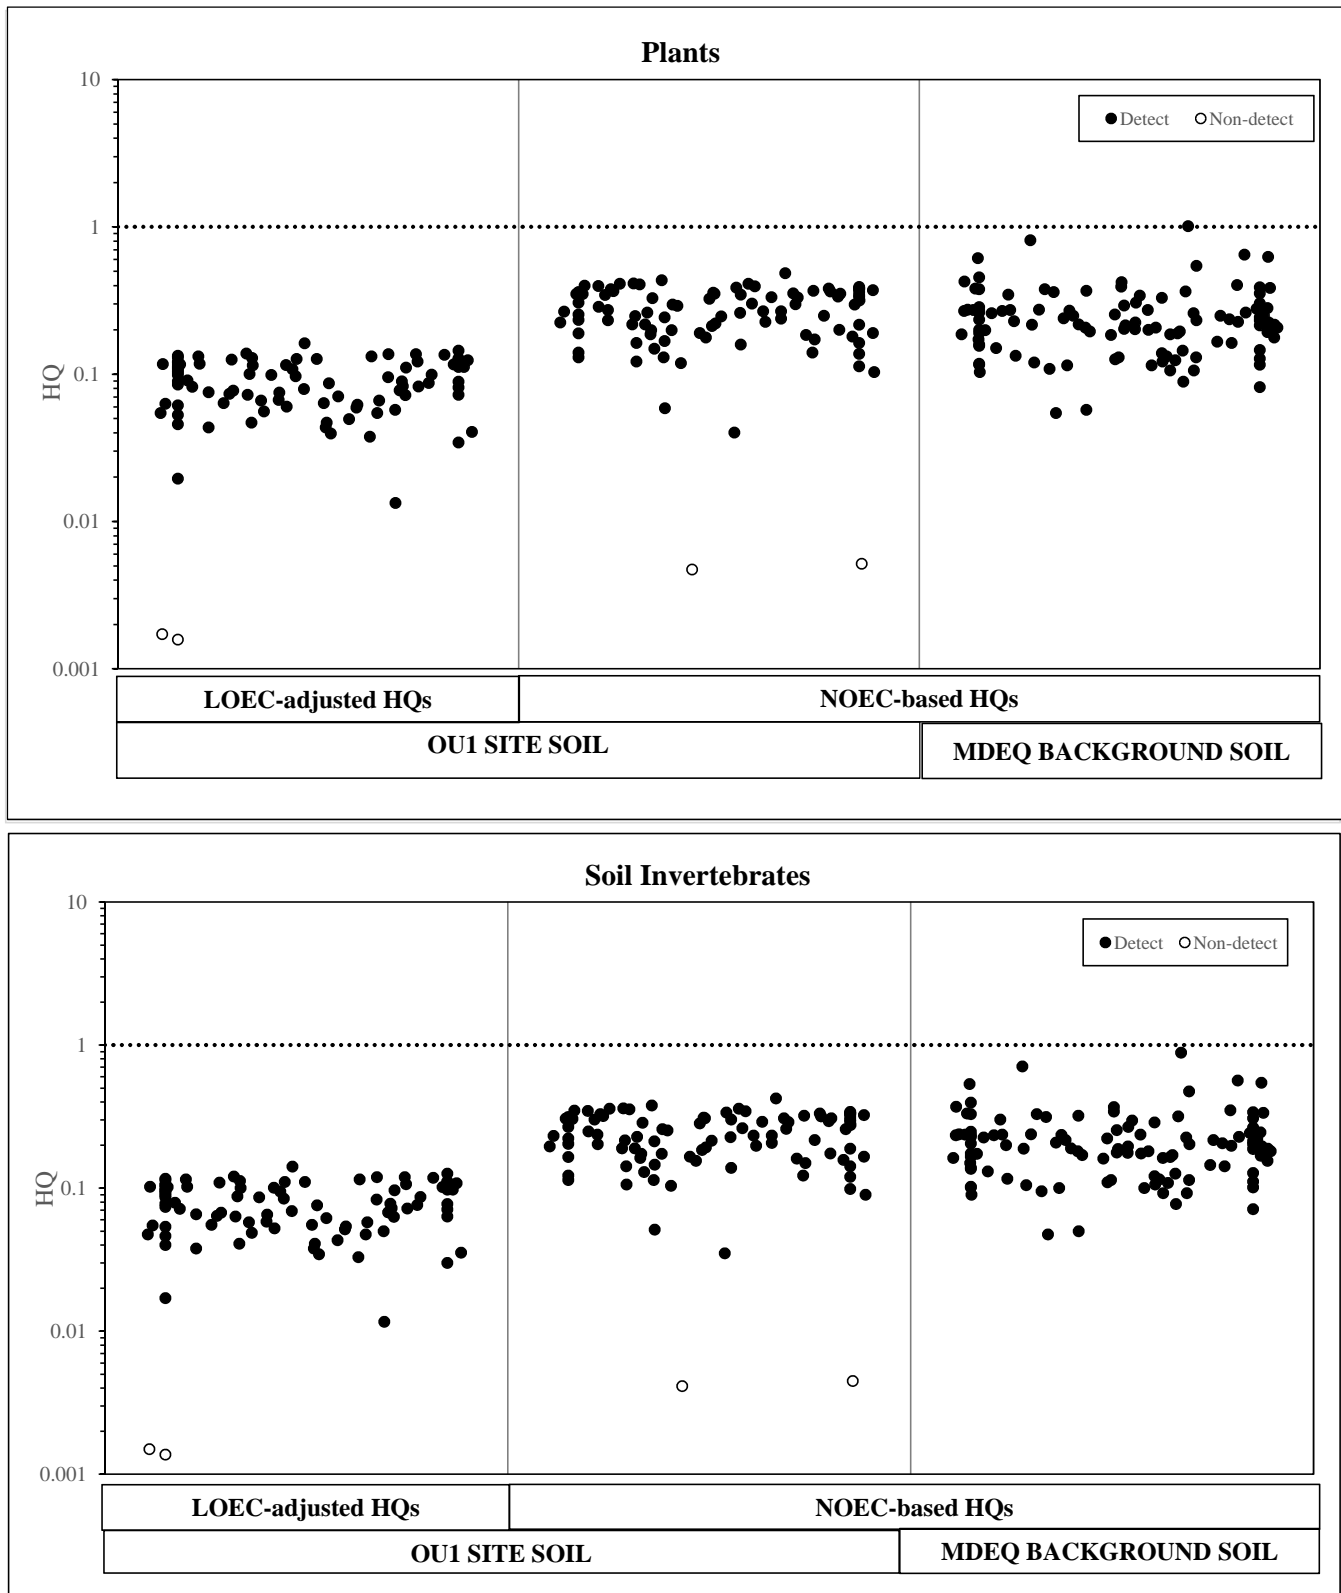 Plants
10
Detect Non-detect
1
0.1
HQ
0.01
0.001
LOEC-adjusted HQs NOEC-based HQs
OU1 SITE SOIL MDEQ BACKGROUND SOIL
Soil Invertebrates
10
Detect Non-detect
1
0.1
HQ
0.01
0.001
LOEC-adjusted HQs NOEC-based HQs
OU1 SITE SOIL MDEQ BACKGROUND SOIL